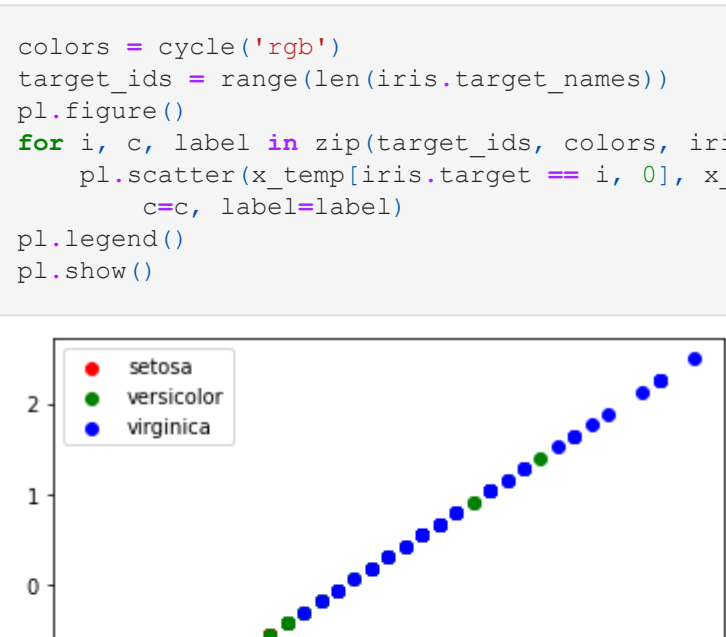 colors = cycle('rgb')
target_ids = range(len(iris.target_names))
pl.figure()
for i, c, label in zip(target_ids, colors, iri
    pl.scatter(x_temp[iris.target == i, 0], x_
        c=c, label=label)
pl.legend()
pl.show()
setosa
versicolor
virginica
2
1
0